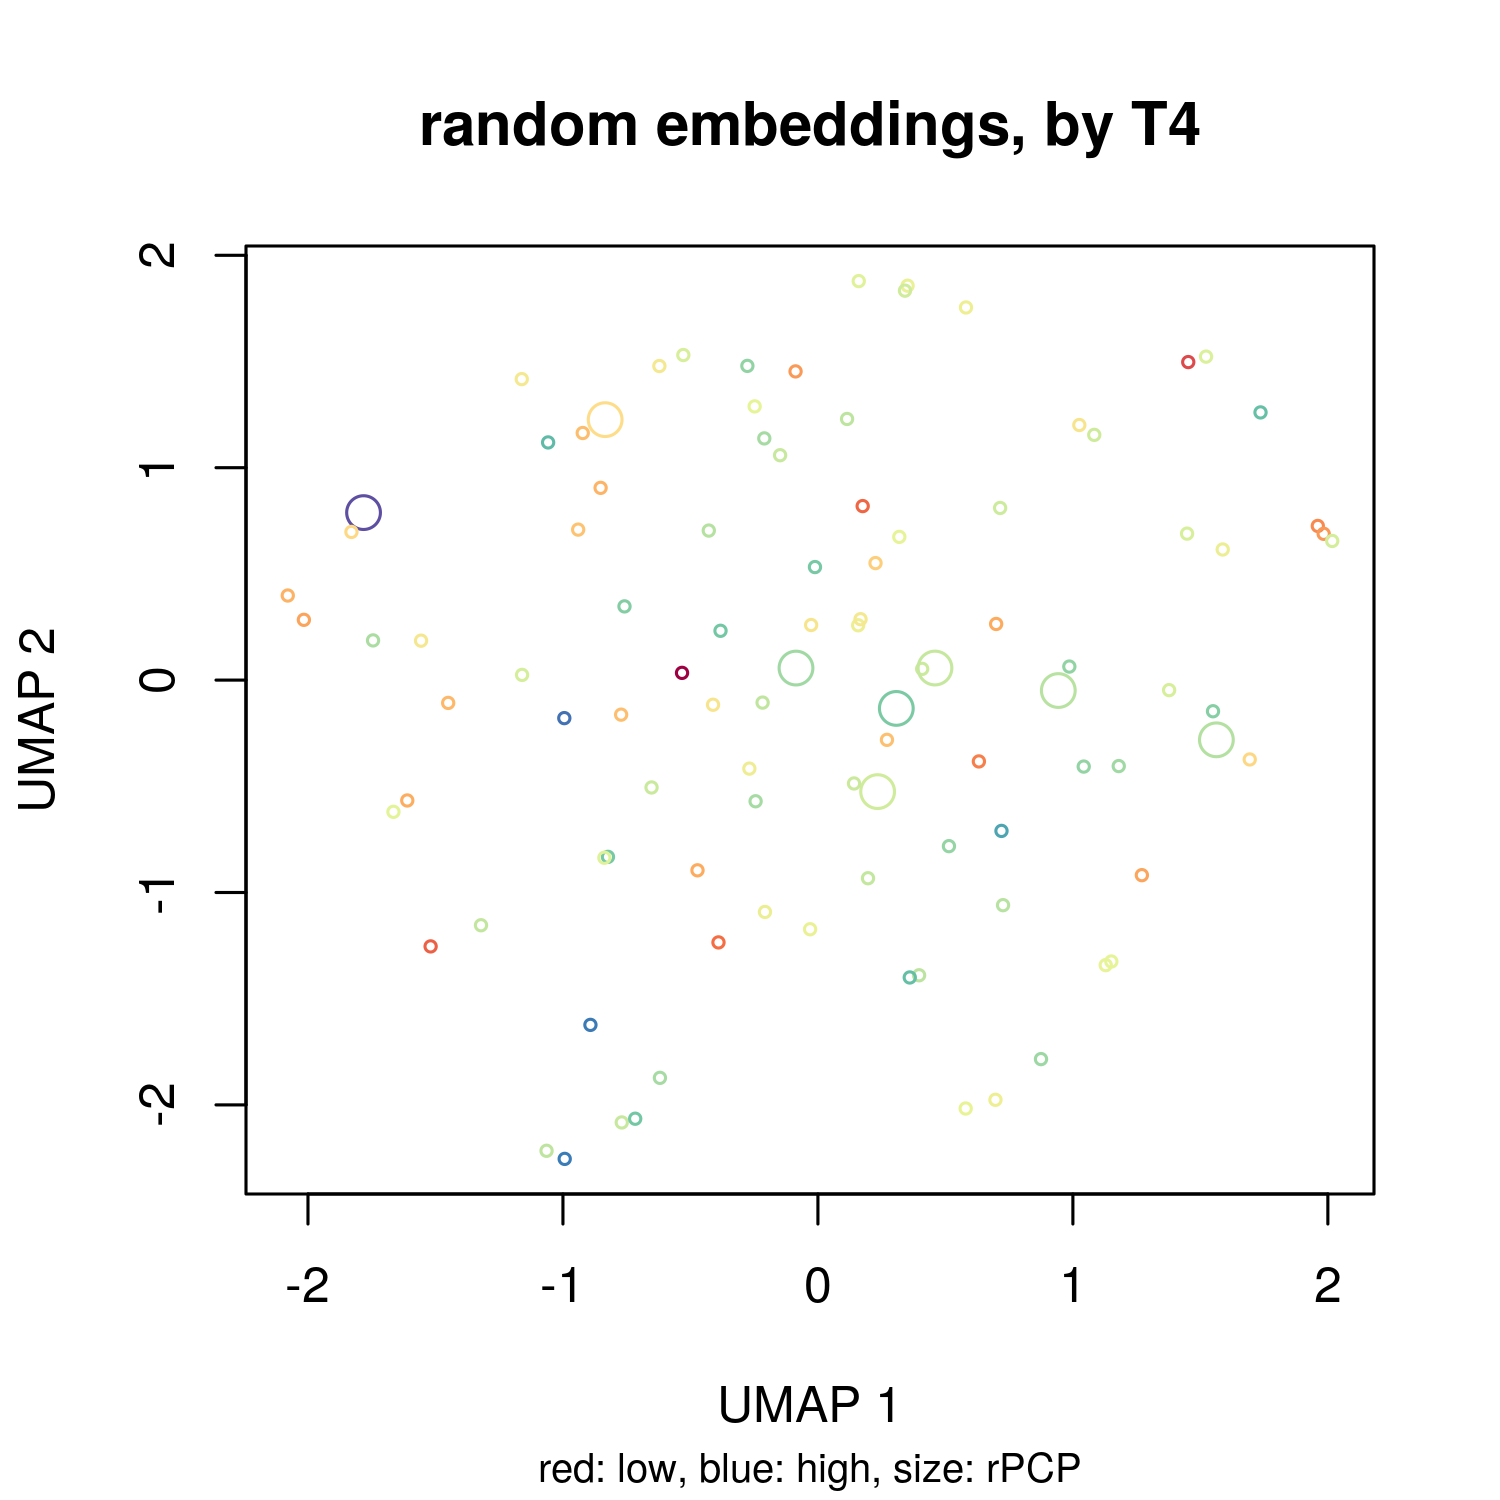 random embeddings, by T4
2
1
0
-1
-2
UMAP 2
-2 -1 0 1 2
UMAP 1
red: low, blue: high, size: rPCP